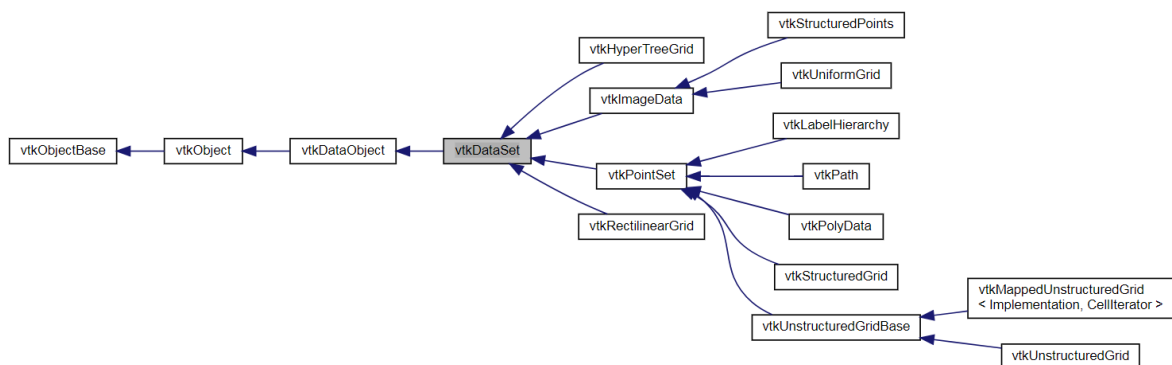 vtkStructuredPoints
vtkHyperTreeGrid
vtkUniformGrid
vtkImageData
vtkLabelHierarchy
vtkObjectBase
vtkObject
vtkDataObject
vtkDataSet
vtkPointSet
vtkPath
vtkRectilinearGrid
vtkPolyData
vtkStructuredGrid
vtkMappedUnstructuredGrid
< Implementation, CellIterator >
vtkUnstructuredGridBase
vtkUnstructuredGrid